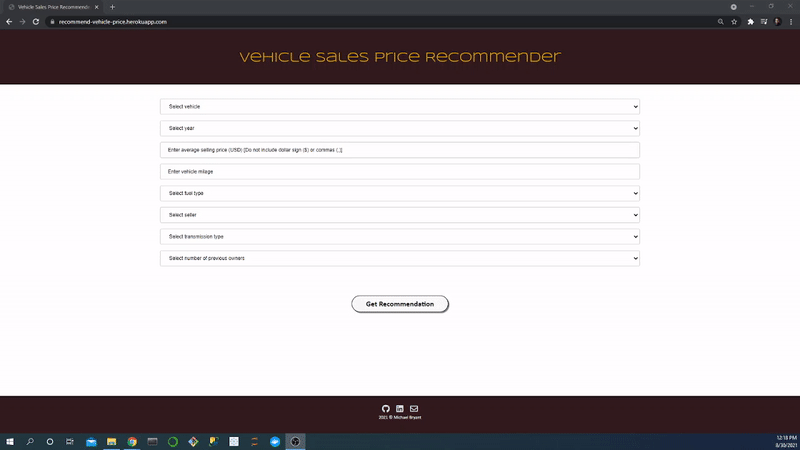 Vehicle Sales Price Recommender
recommend-vehicle-price.herokuapp.com
Vehicle Sales Price Recommender
Select vehicle
Select year
Enter average selling price (USD) [Do not include dollar sign ($) or commas (,)]
Enter vehicle milage
Select fuel type
Select seller
Select transmission type
Select number of previous owners
Get Recommendation
2021 © Michael Bryant
12:18 PM
8/30/2021